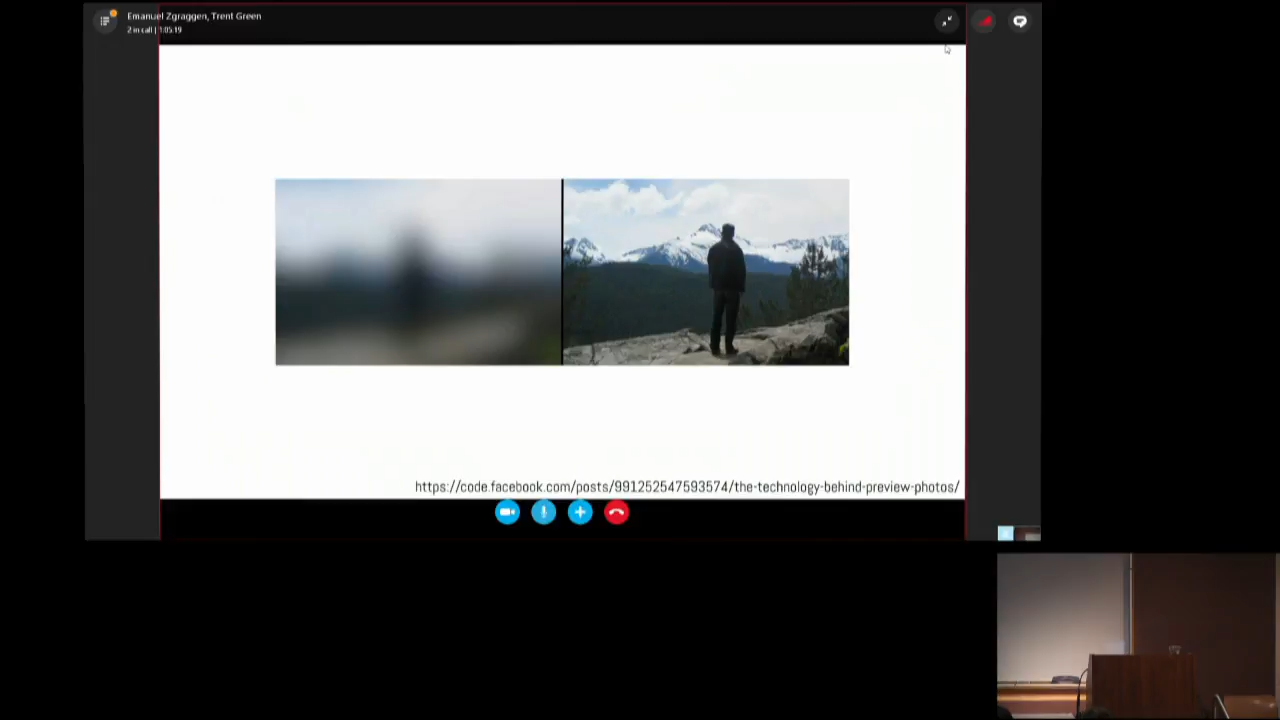 Emanuel Zgraggen, Trent Green
2 in call | 1:05:19
https://code.facebook.com/posts/991252547593574/the-technology-behind-preview-photos/